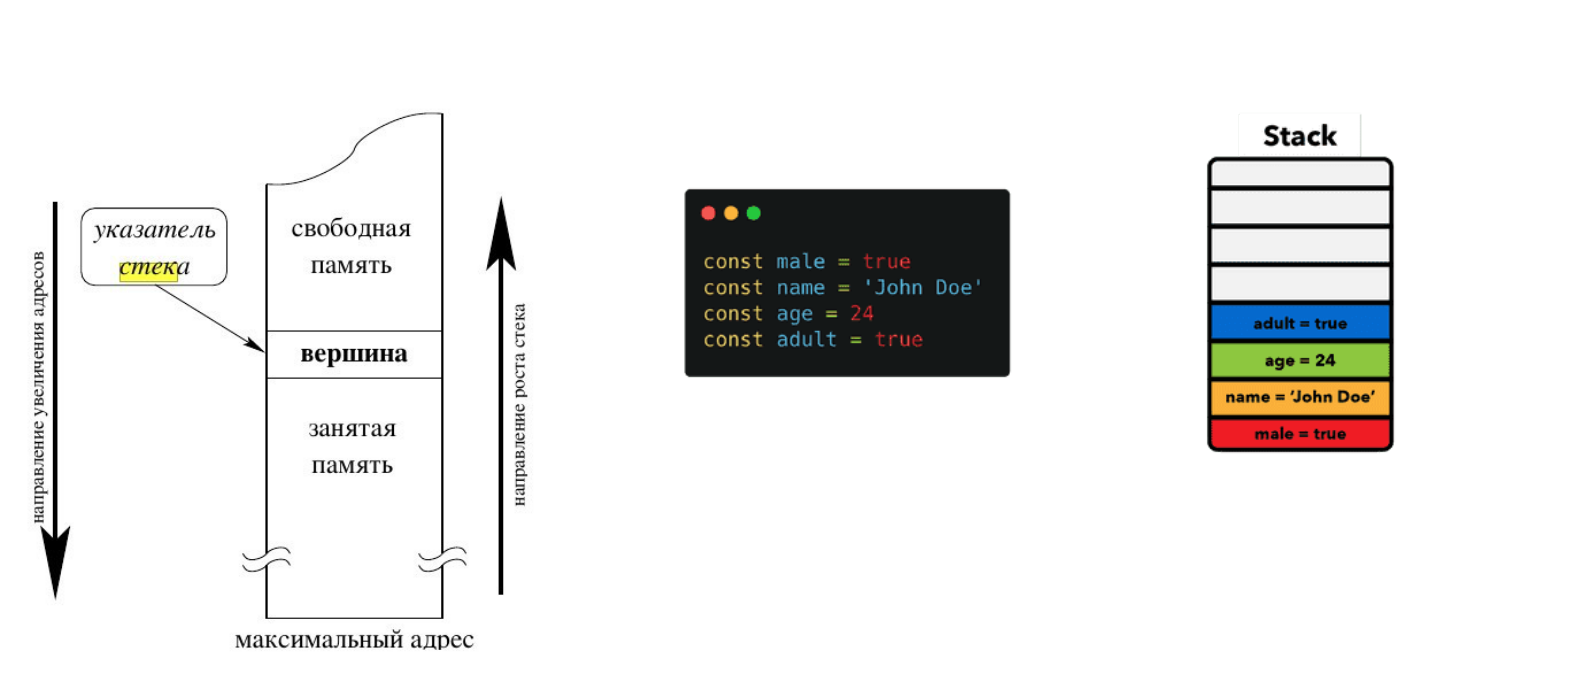 направление увеличения адресов
указатель
стека
свободная
память
вершина
занятая
память
максимальный адрес
направление роста стека
const male = true
const name = 'John Doe'
const age = 24
const adult = true
Stack
adult = true
age = 24
name = ‘John Doe’
male = true